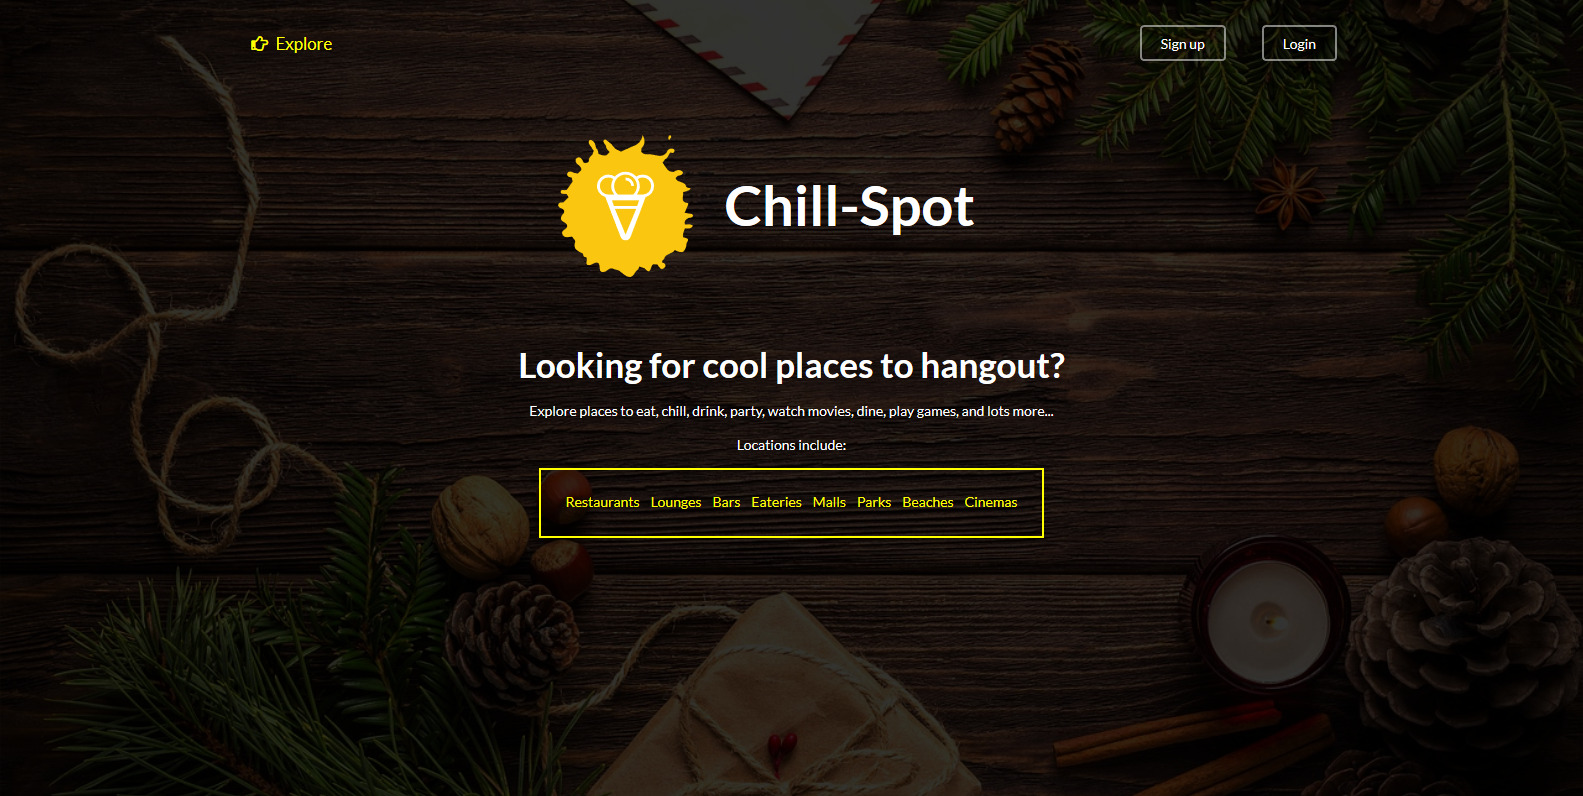 Explore
Sign up
Login
Chill-Spot
Looking for cool places to hangout?
Explore places to eat, chill, drink, party, watch movies, dine, play games, and lots more...
Locations include:
Restaurants Lounges Bars Eateries Malls Parks Beaches Cinemas